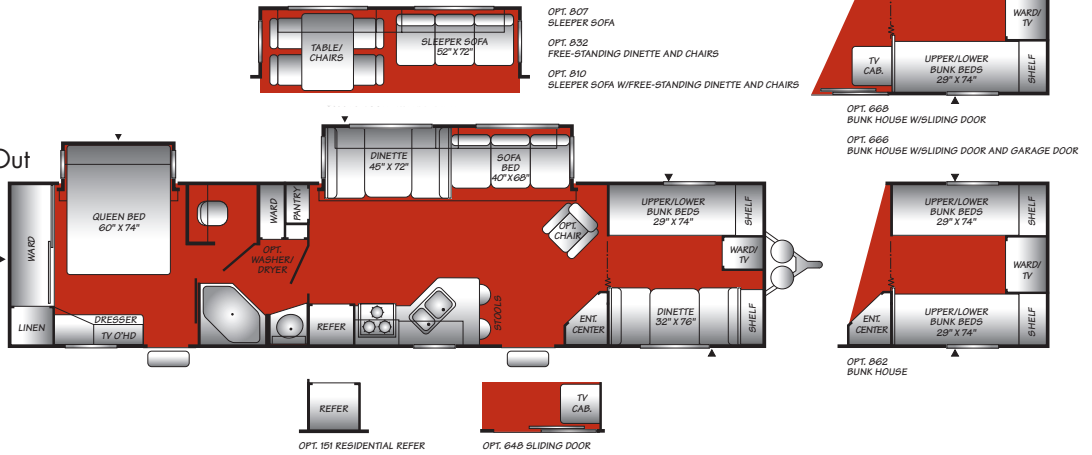 TABLE/
CHAIRS
SLEEPER SOFA
52" X 72"
OPT. 807
SLEEPER SOFA
OPT. 832
FREE-STANDING DINETTE AND CHAIRS
OPT. 810
SLEEPER SOFA W/FREE-STANDING DINETTE AND CHAIRS
WARD/
TV
TV
CAB.
UPPER/LOWER
BUNK BEDS
29" X 74"
SHELF
OPT. 668
BUNK HOUSE W/SLIDING DOOR
OPT. 666
BUNK HOUSE W/SLIDING DOOR AND GARAGE DOOR
Out
WARD
LINEN
QUEEN BED
60" X 74"
DRESSER
TV O'HD
WARD
PANTRY
OPT.
WASHER/
DRYER
DINETTE
45" X 72"
SOFA
BED
40" X 68"
REFER
STOOLS
OPT.
CHAIR
UPPER/LOWER
BUNK BEDS
29" X 74"
SHELF
WARD/
TV
ENT.
CENTER
DINETTE
32" X 76"
SHELF
UPPER/LOWER
BUNK BEDS
29" X 74"
SHELF
WARD/
TV
ENT.
CENTER
UPPER/LOWER
BUNK BEDS
29" X 74"
SHELF
OPT. 862
BUNK HOUSE
REFER
OPT. 151 RESIDENTIAL REFER
TV
CAB.
OPT. 648 SLIDING DOOR